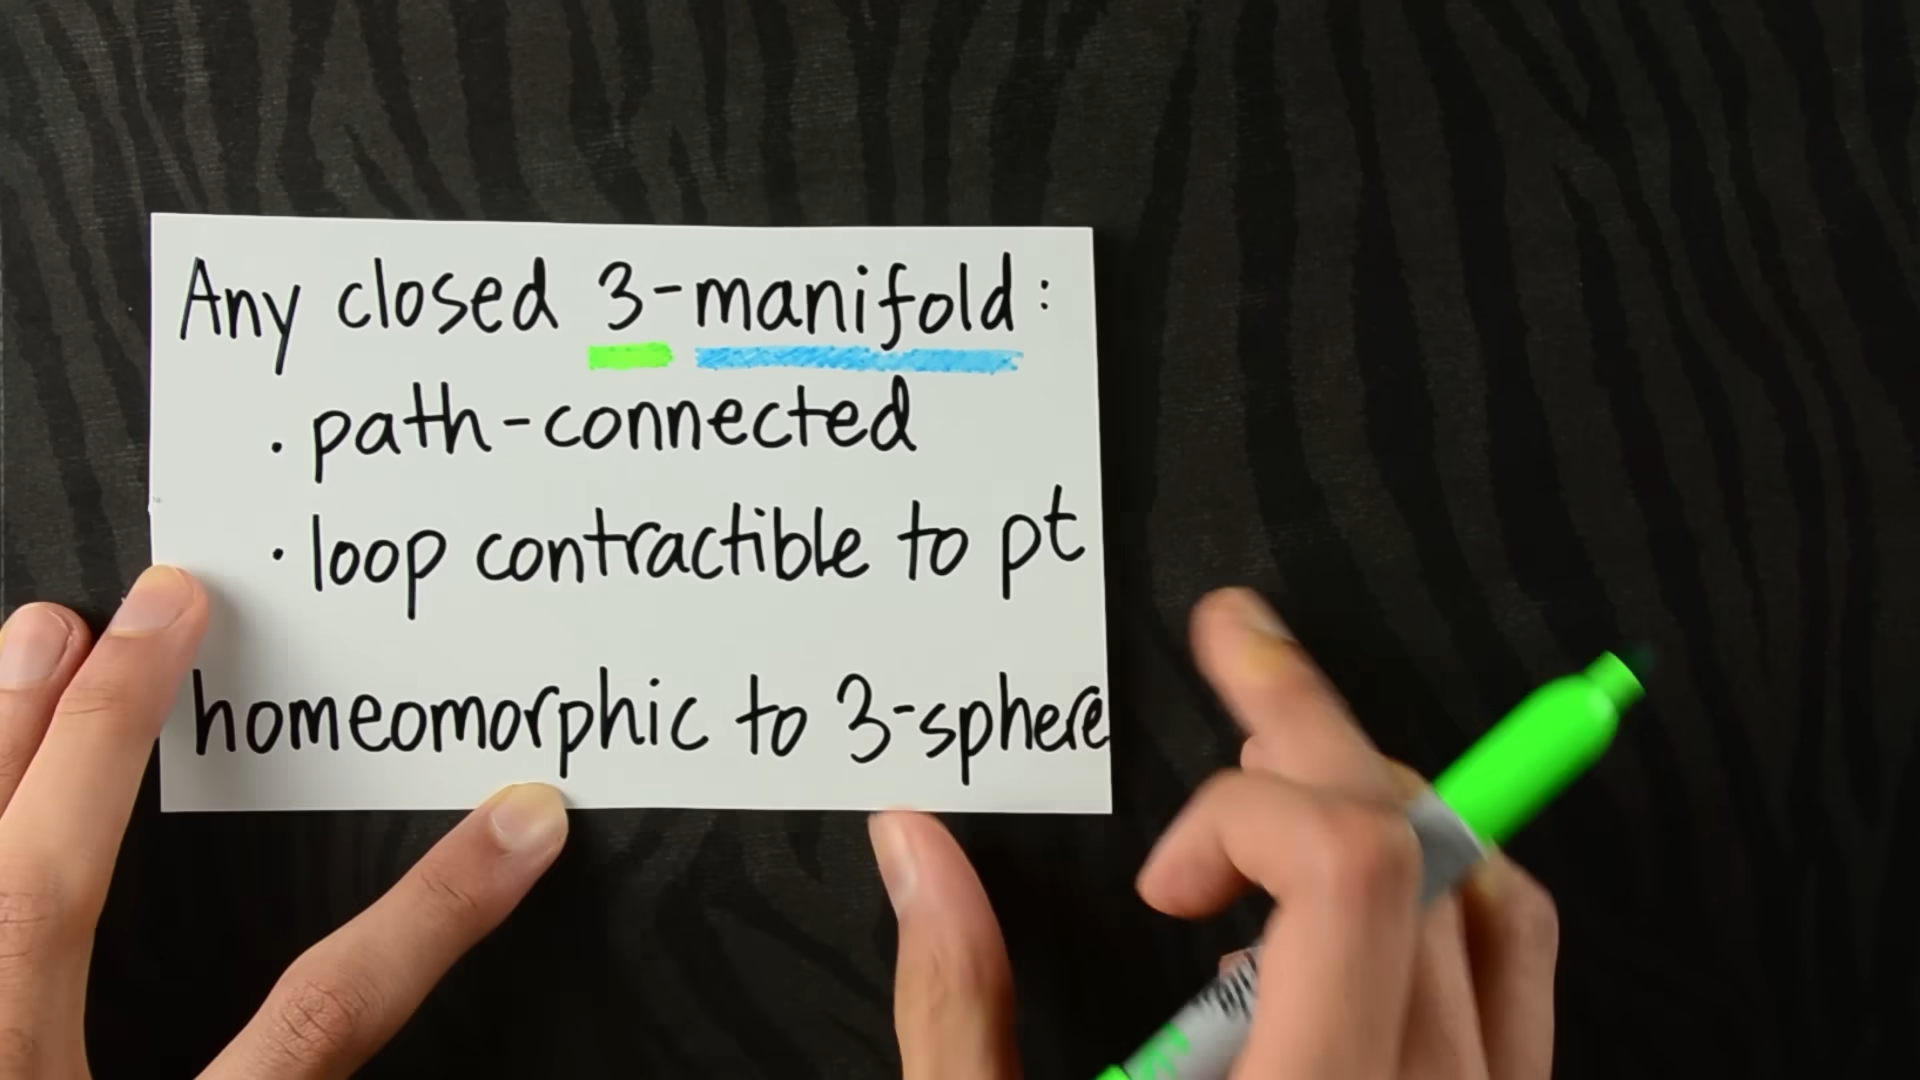 Any closed 3-manifold:
· path-connected
· loop contractible to pt
homeomorphic to 3-sphere